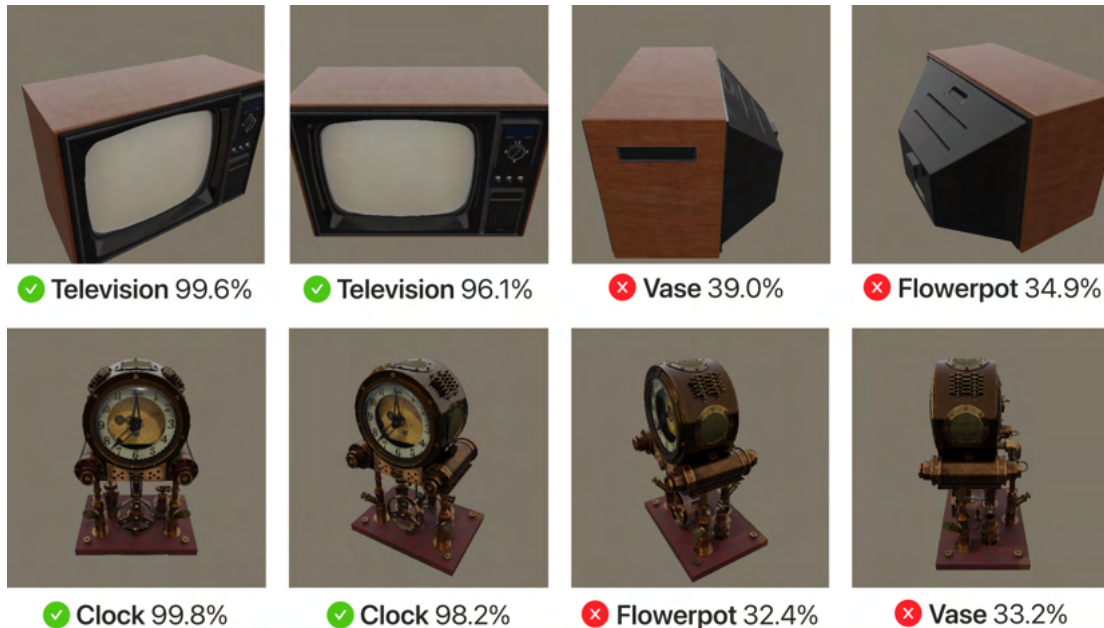 Television 99.6%
Television 96.1%
Vase 39.0%
Flowerpot 34.9%
Clock 99.8%
Clock 98.2%
Flowerpot 32.4%
Vase 33.2%